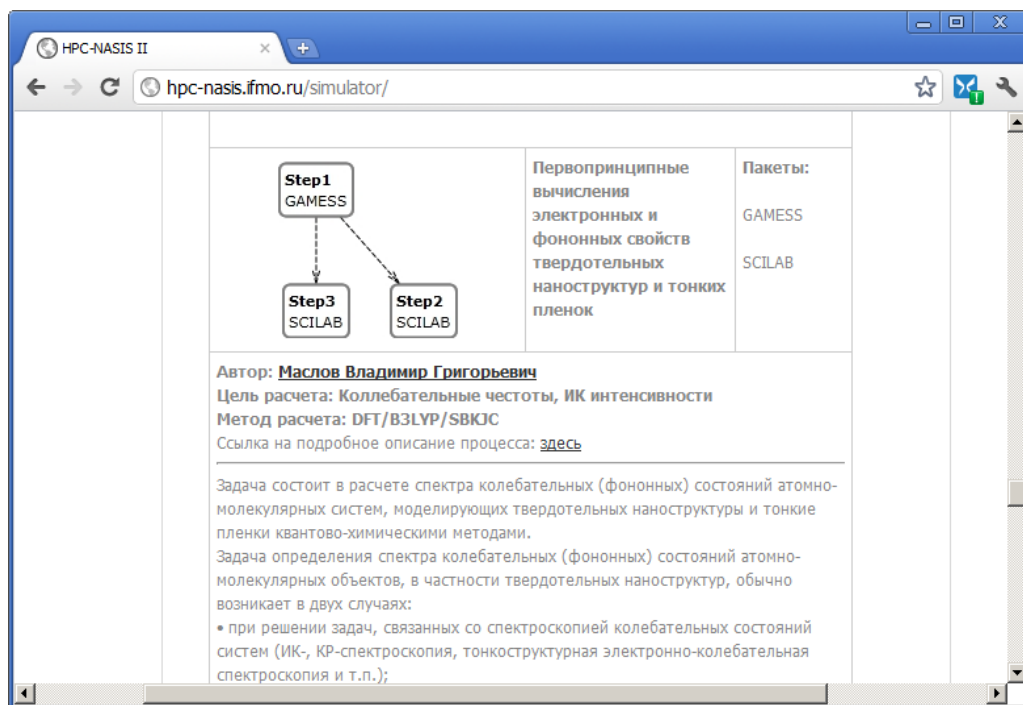 HPC-NASIS II
hpc-nasis.ifmo.ru/simulator/
Step1
GAMESS
Step3
SCILAB
Step2
SCILAB
Первопринципные
вычисления
электронных и
фононных свойств
твердотельных
наноструктур и тонких
пленок
Пакеты:
GAMESS
SCILAB
Автор: Маслов Владимир Григорьевич
Цель расчета: Коллебательные честоты, ИК интенсивности
Метод расчета: DFT/B3LYP/SBKJC
Ссылка на подробное описание процесса: здесь
Задача состоит в расчете спектра колебательных (фононных) состояний атомно-
молекулярных систем, моделирующих твердотельных наноструктуры и тонкие
пленки квантово-химическими методами.
Задача определения спектра колебательных (фононных) состояний атомно-
молекулярных объектов, в частности твердотельных наноструктур, обычно
возникает в двух случаях:
• при решении задач, связанных со спектроскопией колебательных состояний
систем (ИК-, КР-спектроскопия, тонкоструктурная электронно-колебательная
спектроскопия и т.п.);